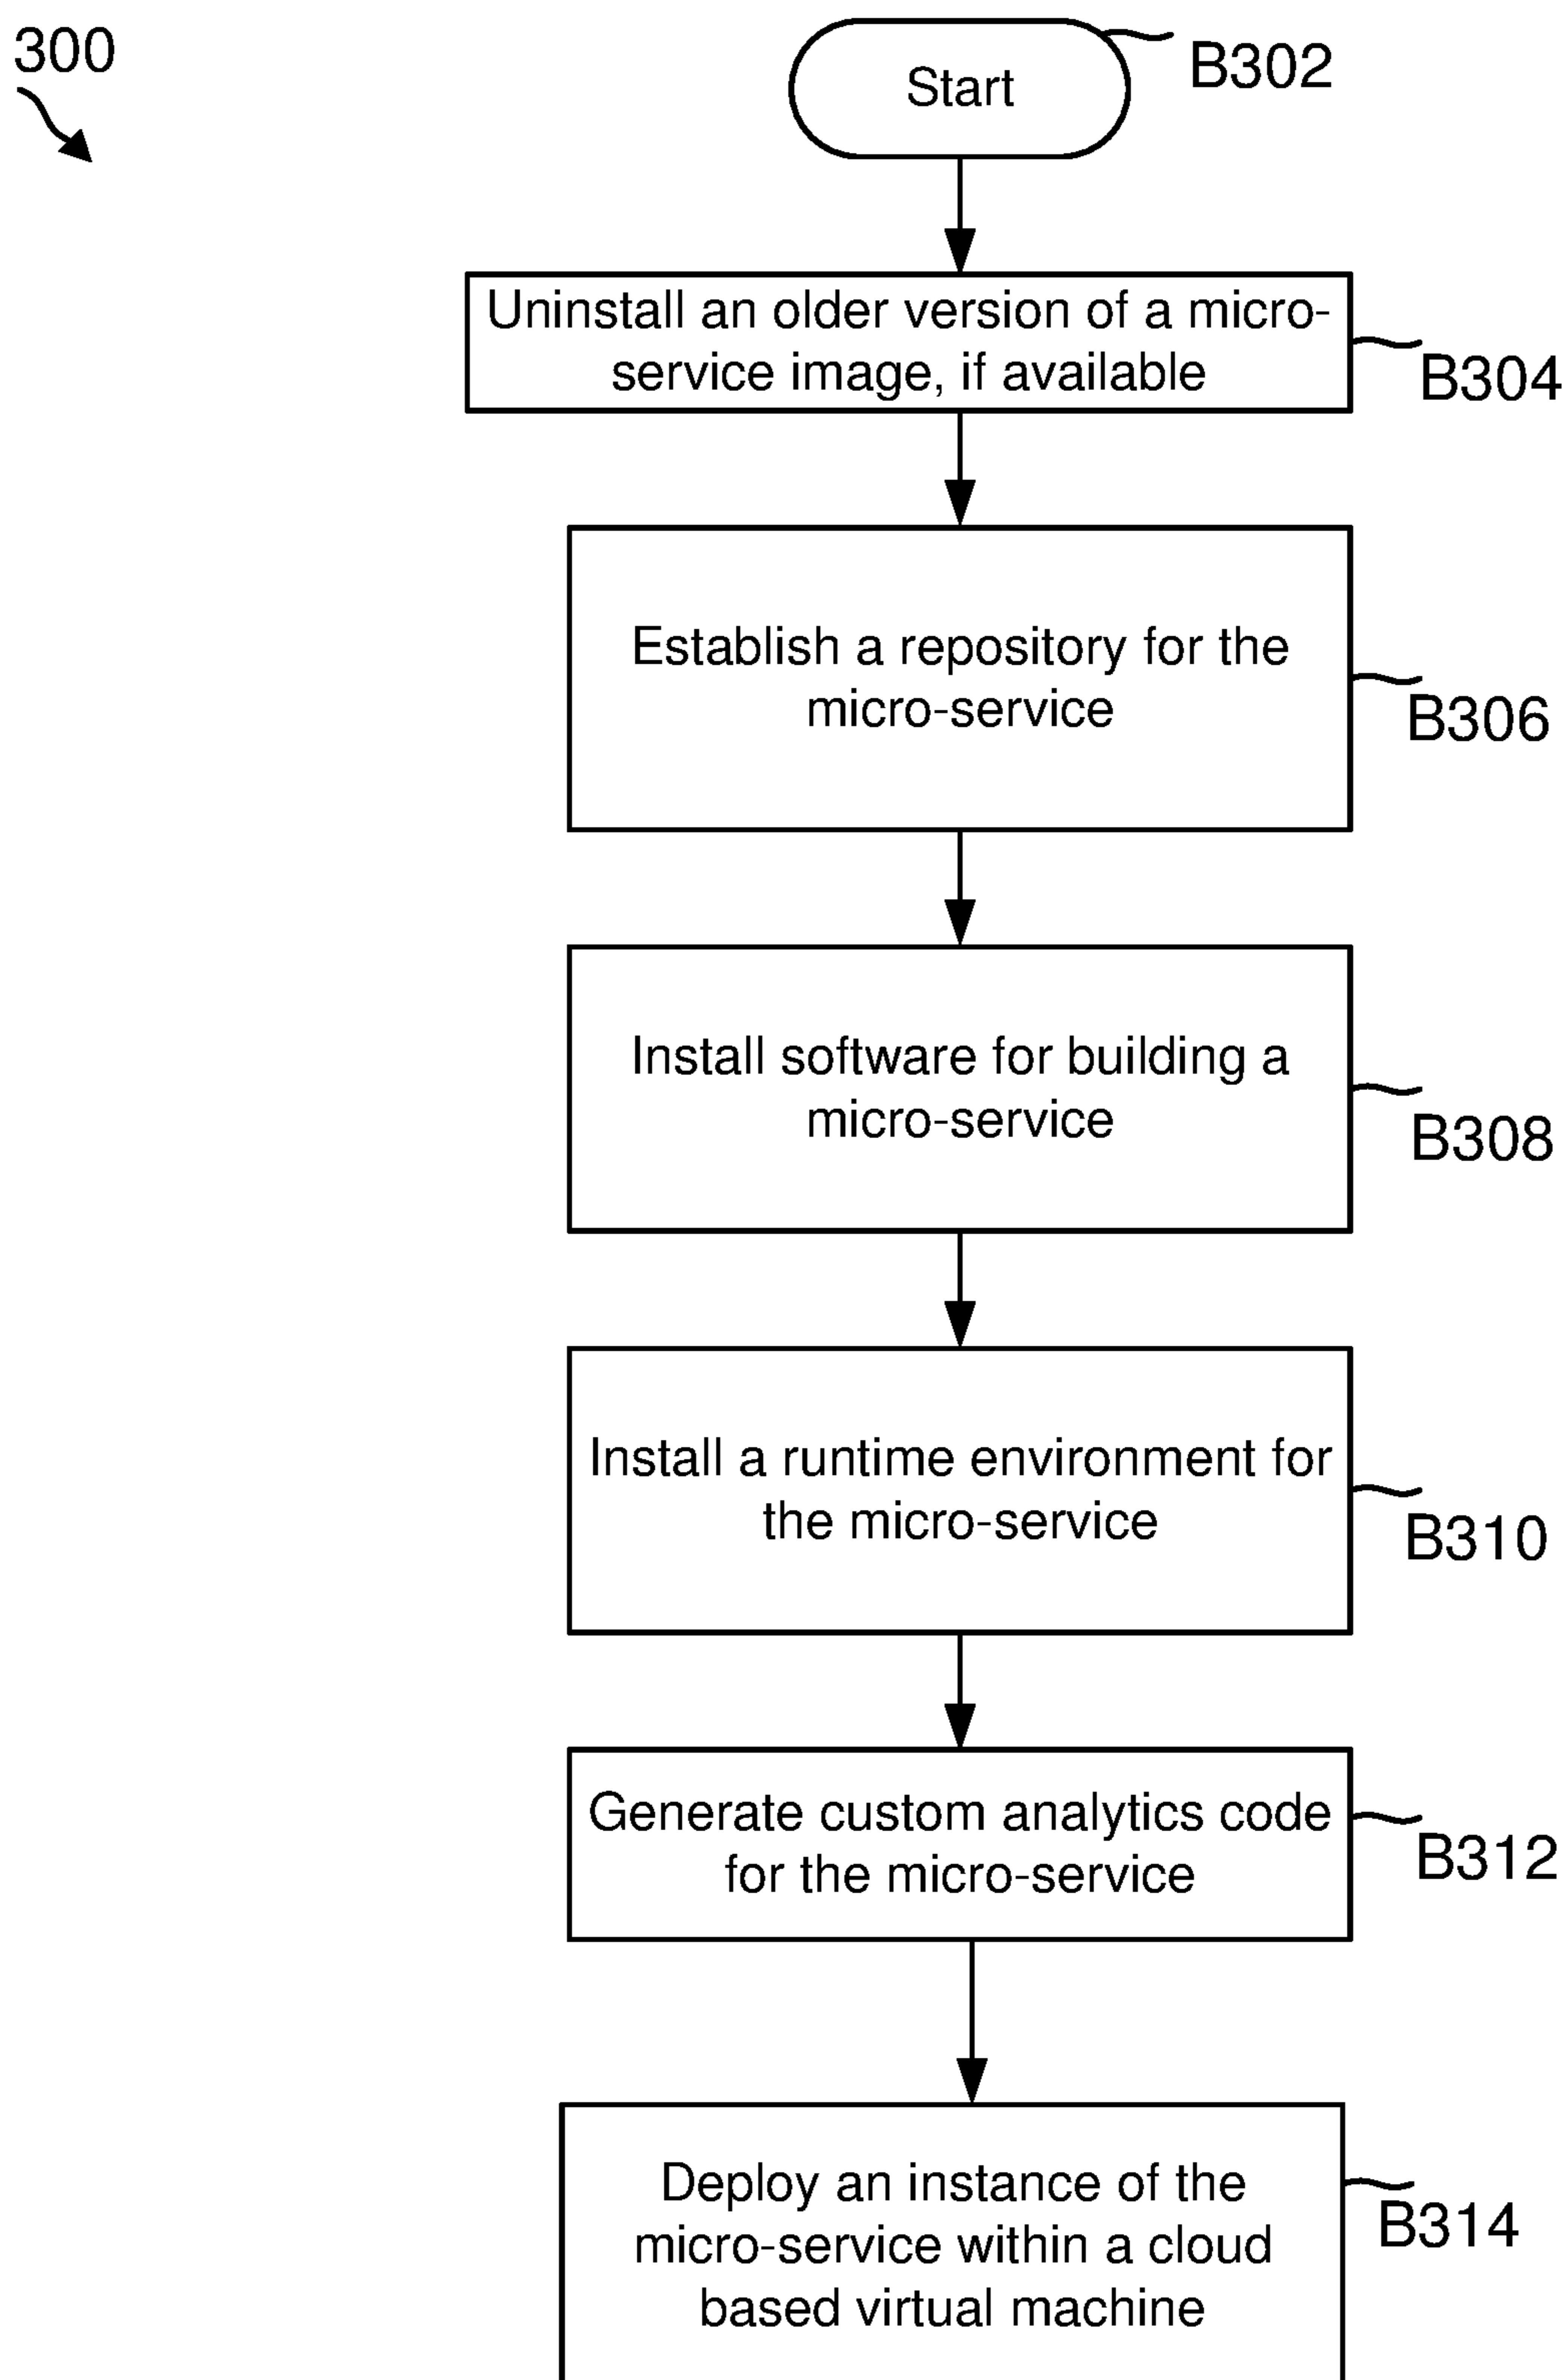 300
Start
B302
Uninstall an older version of a micro-
service image, if available
B304
Establish a repository for the
micro-service
B306
Install software for building a
micro-service
B308
Install a runtime environment for
the micro-service
B310
Generate custom analytics code
for the micro-service
B312
Deploy an instance of the
micro-service within a cloud
based virtual machine
B314